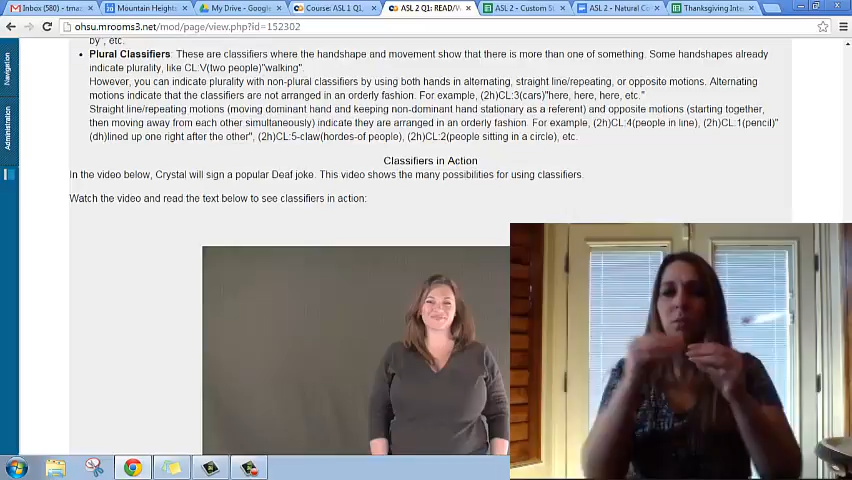 Inbox (580) - tma
Mountain Heights
My Drive - Google
Course: ASL 1 Q1
ASL 2 Q1: READ/V
ASL 2 - Custom S
ASL 2 - Natural Co
Thanksgiving Inte
ohsu.mrooms3.net/mod/page/view.php?id=152302
Navigation
Administration
by", etc.
• Plural Classifiers: These are classifiers where the handshape and movement show that there is more than one of something. Some handshapes already
indicate plurality, like CL:V(two people)"walking".
However, you can indicate plurality with non-plural classifiers by using both hands in alternating, straight line/repeating, or opposite motions. Alternating
motions indicate that the classifiers are not arranged in an orderly fashion. For example, (2h)CL:3(cars)"here, here, here, etc."
Straight line/repeating motions (moving dominant hand and keeping non-dominant hand stationary as a referent) and opposite motions (starting together,
then moving away from each other simultaneously) indicate they are arranged in an orderly fashion. For example, (2h)CL:4(people in line), (2h)CL:1(pencil)"
(dh)lined up one right after the other", (2h)CL:5-claw(hordes-of people), (2h)CL:2(people sitting in a circle), etc.
Classifiers in Action
In the video below, Crystal will sign a popular Deaf joke. This video shows the many possibilities for using classifiers.
Watch the video and read the text below to see classifiers in action: